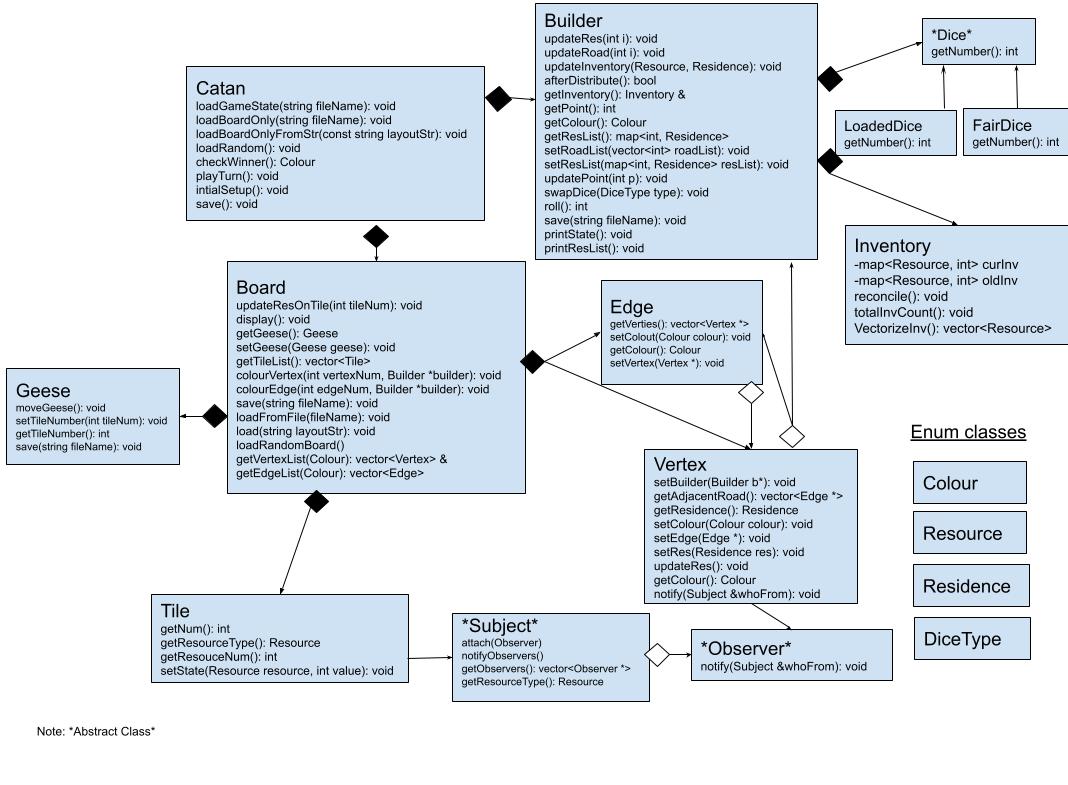 Catan
loadGameState(string fileName): void
loadBoardOnly(string fileName): void
loadBoardOnlyFromStr(const string layoutStr): void
loadRandom(): void
checkWinner(): Colour
playTurn(): void
intialSetup(): void
save(): void
Builder
updateRes(int i): void
updateRoad(int i): void
updateInventory(Resource, Residence): void
afterDistribute(): bool
getInventory(): Inventory &
getPoint(): int
getColour(): Colour
getResList(): map<int, Residence>
setRoadList(vector<int> roadList): void
setResList(map<int, Residence> resList): void
updatePoint(int p): void
swapDice(DiceType type): void
roll(): int
save(string fileName): void
printState(): void
printResList(): void
*Dice*
getNumber(): int
LoadedDice
getNumber(): int
FairDice
getNumber(): int
Inventory
-map<Resource, int> curInv
-map<Resource, int> oldInv
reconcile(): void
totalInvCount(): void
VectorizeInv(): vector<Resource>
Board
updateResOnTile(int tileNum): void
display(): void
getGeese(): Geese
setGeese(Geese geese): void
getTileList(): vector<Tile>
colourVertex(int vertexNum, Builder *builder): void
colourEdge(int edgeNum, Builder *builder): void
save(string fileName): void
loadFromFile(fileName): void
load(string layoutStr): void
loadRandomBoard()
getVertexList(Colour): vector<Vertex> &
getEdgeList(Colour): vector<Edge>
Edge
getVerties(): vector<Vertex *>
setColout(Colour colour): void
getColour(): Colour
setVertex(Vertex *): void
Geese
moveGeese(): void
setTileNumber(int tileNum): void
getTileNumber(): int
save(string fileName): void
Vertex
setBuilder(Builder b*): void
getAdjacentRoad(): vector<Edge *>
getResidence(): Residence
setColour(Colour colour): void
setEdge(Edge *): void
setRes(Residence res): void
updateRes(): void
getColour(): Colour
notify(Subject &whoFrom): void
Enum classes
Colour
Resource
Residence
DiceType
Tile
getNum(): int
getResourceType(): Resource
getResouceNum(): int
setState(Resource resource, int value): void
*Subject*
attach(Observer)
notifyObservers()
getObservers(): vector<Observer *>
getResourceType(): Resource
*Observer*
notify(Subject &whoFrom): void
Note: *Abstract Class*